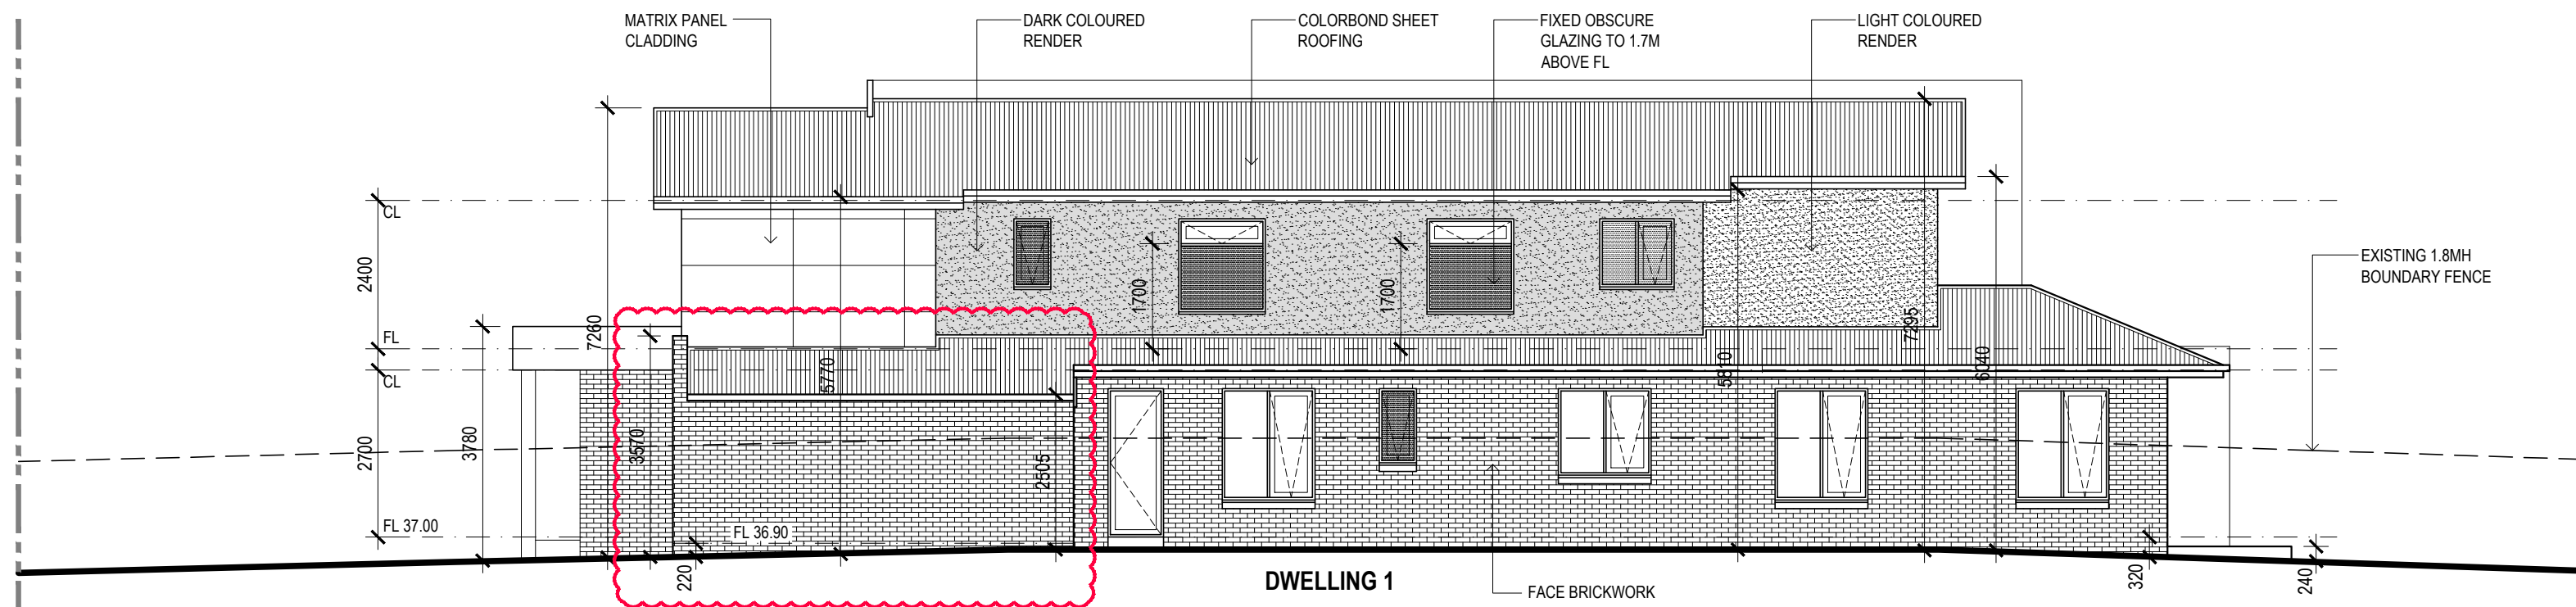 MATRIX PANEL
CLADDING
DARK COLOURED
RENDER
COLORBOND SHEET
ROOFING
FIXED OBSCURE
GLAZING TO 1.7M
ABOVE FL
LIGHT COLOURED
RENDER
CL
2400
7260
FL
CL
3780
2700
3570
5770
2505
1700
1700
5810
7295
6040
EXISTING 1.8MH
BOUNDARY FENCE
FL 37.00
FL 36.90
220
DWELLING 1
FACE BRICKWORK
320
240